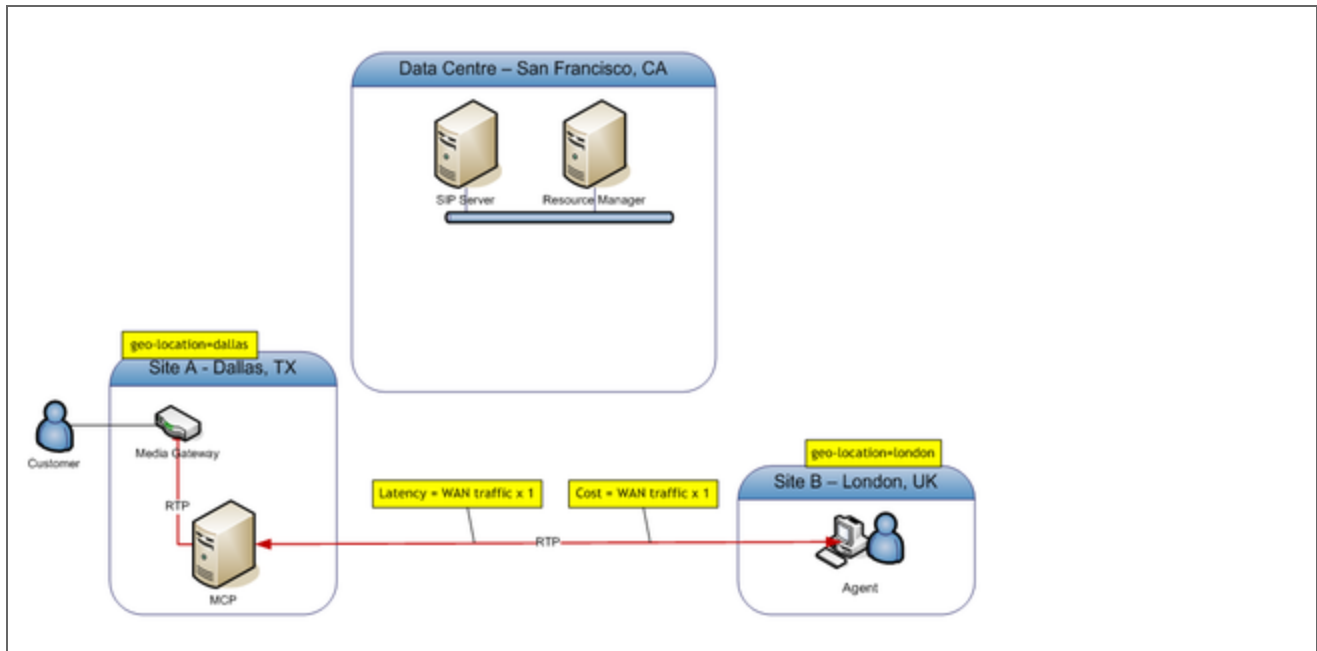 Data Centre – San Francisco, CA
SIP Server
Resource Manager
geo-location=dallas
Site A - Dallas, TX
Customer
Media Gateway
RTP
MCP
Latency = WAN traffic x 1
Cost = WAN traffic x 1
RTP
geo-location=london
Site B – London, UK
Agent